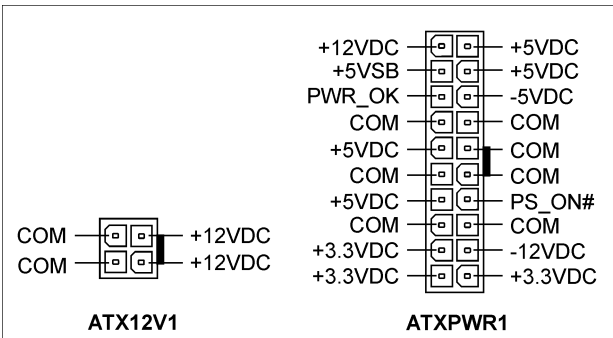 +12VDC +5VDC
+5VSB +5VDC
PWR_OK -5VDC
COM COM
+5VDC COM
COM COM
+5VDC PS_ON#
COM COM
+3.3VDC -12VDC
+3.3VDC +3.3VDC
COM +12VDC
COM +12VDC
ATX12V1
ATXPWR1